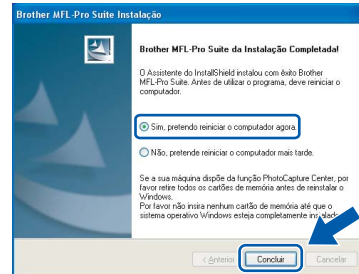 Brother MFL-Pro Suite Instalação
Brother MFL-Pro Suite da Instalação Completada!
O Assistente do InstallShield instalou com êxito Brother
MFL-Pro Suite. Antes de utilizar o programa, deve reiniciar o
computador.
Sim, pretendo reiniciar o computador agora.
Não, pretende reiniciar o computador mais tarde.
Se a sua máquina dispõe da função PhotoCapture Center, por
favor retire todos os cartões de memória antes de reinstalar o
Windows.
Por favor não insira nenhum cartão de memória até que o
sistema operativo Windows esteja completamente instalado.
< Anterior
Concluir
Cancelar